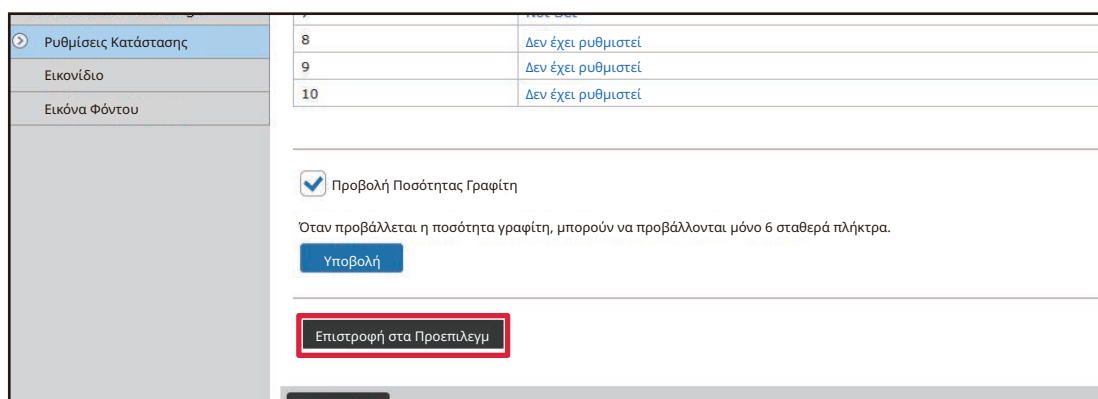 Ρυθμίσεις Κατάστασης
Εικονίδιο
Εικόνα Φόντου
8 Δεν έχει ρυθμιστεί
9 Δεν έχει ρυθμιστεί
10 Δεν έχει ρυθμιστεί
Προβολή Ποσότητας Γραφίτη
Όταν προβάλλεται η ποσότητα γραφίτη, μπορούν να προβάλλονται μόνο 6 σταθερά πλήκτρα.
Υποβολή
Επιστροφή στα Προεπιλεγμ